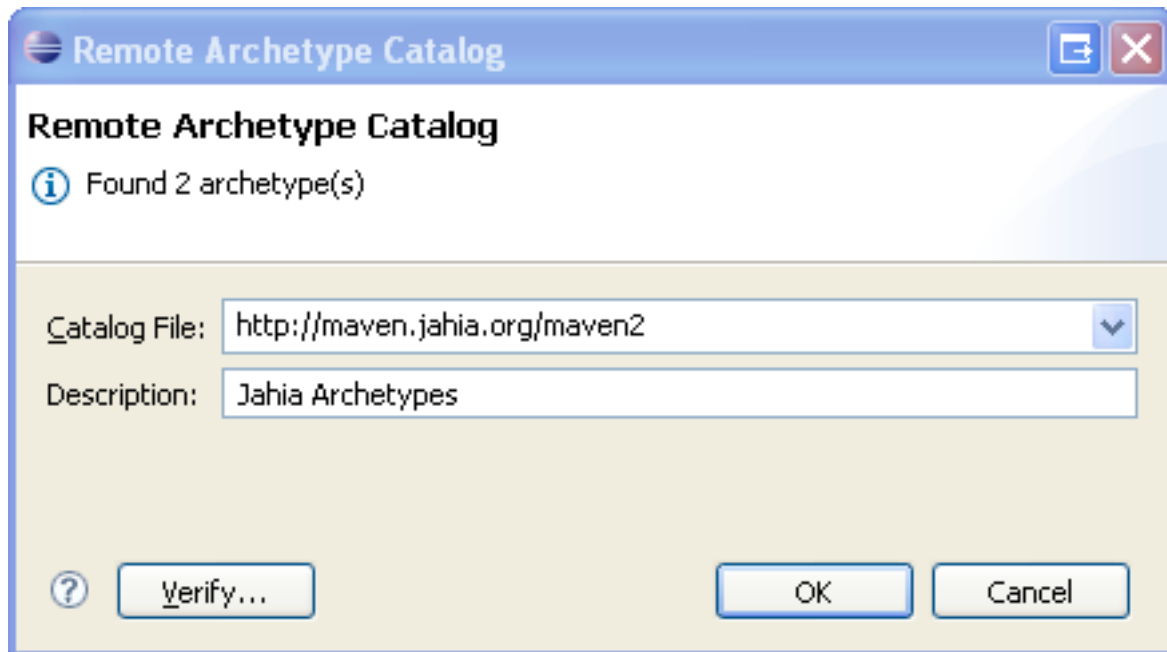 Remote Archetype Catalog
Remote Archetype Catalog
Found 2 archetype(s)
Catalog File: http://maven.jahia.org/maven2
Description: Jahia Archetypes
Verify... OK Cancel